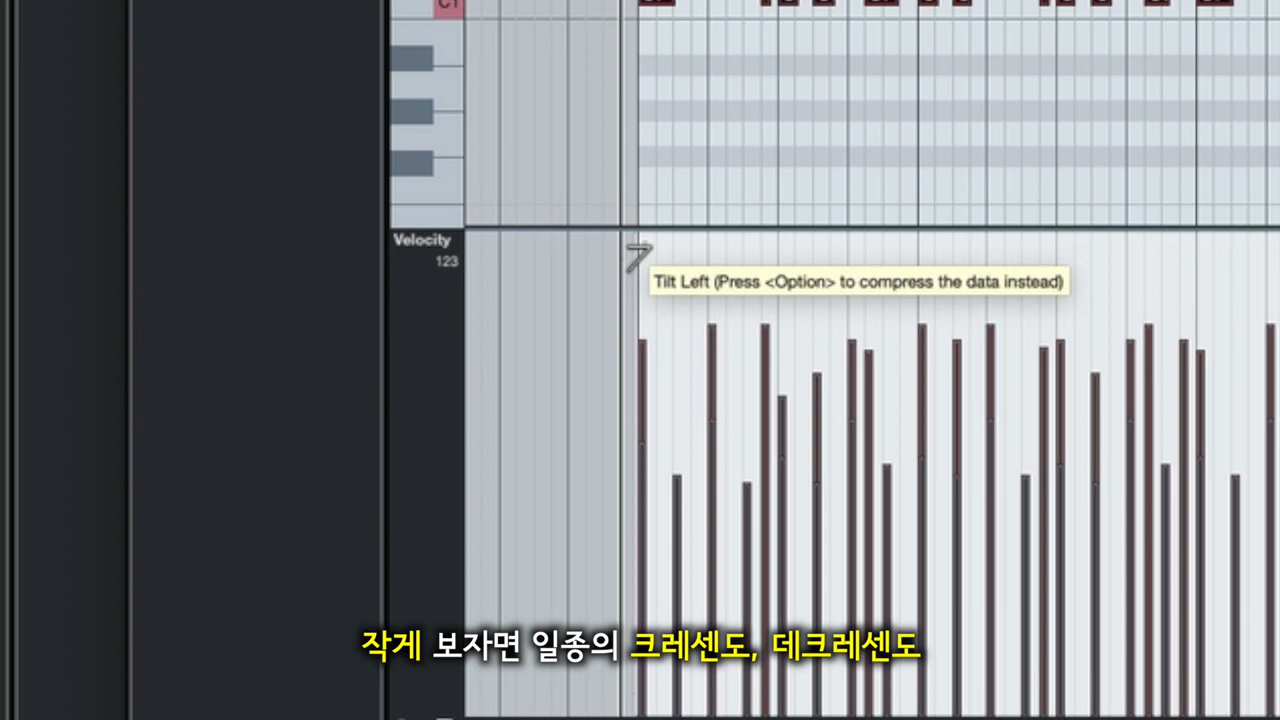 C1
Velocity
123
Tilt Left (Press <Option> to compress the data instead)
작게 보자면 일종의 크레센도, 데크레센도